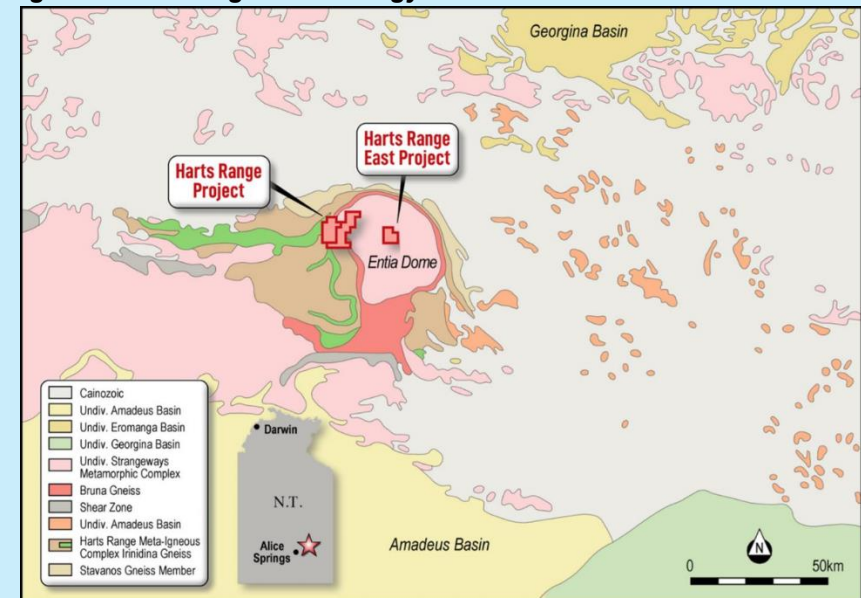 Georgina Basin
Harts Range
East Project
Harts Range
Project
Entia Dome
Cainozoic
Undiv. Amadeus Basin
Undiv. Eromanga Basin
Undiv. Georgina Basin
Undiv. Strangeways
Metamorphic Complex
Bruna Gneiss
Shear Zone
Undiv. Amadeus Basin
Harts Range Meta-Igneous
Complex Irinidina Gneiss
Stavanos Gneiss Member
Darwin
N.T.
Alice
Springs
Amadeus Basin
N
0 50km